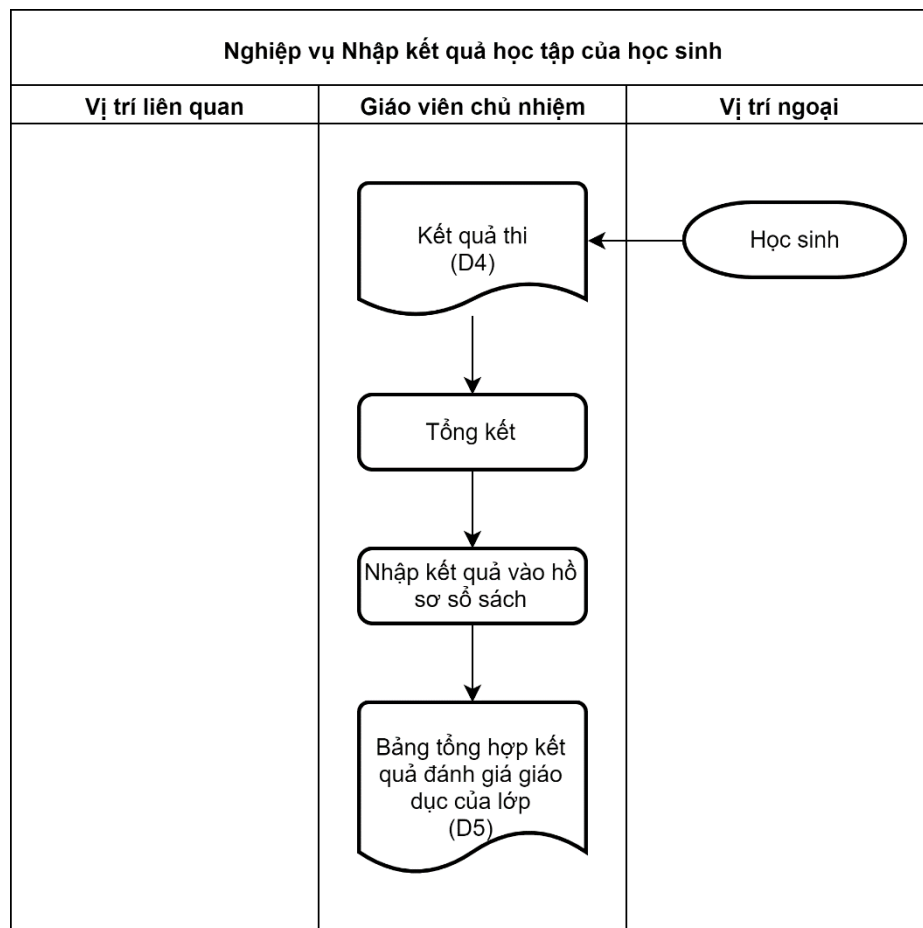 Nghiệp vụ Nhập kết quả học tập của học sinh
Vị trí liên quan
Giáo viên chủ nhiệm
Vị trí ngoại
Kết quả thi
(D4)
Học sinh
Tổng kết
Nhập kết quả vào hồ
sơ sổ sách
Bảng tổng hợp kết
quả đánh giá giáo
dục của lớp
(D5)